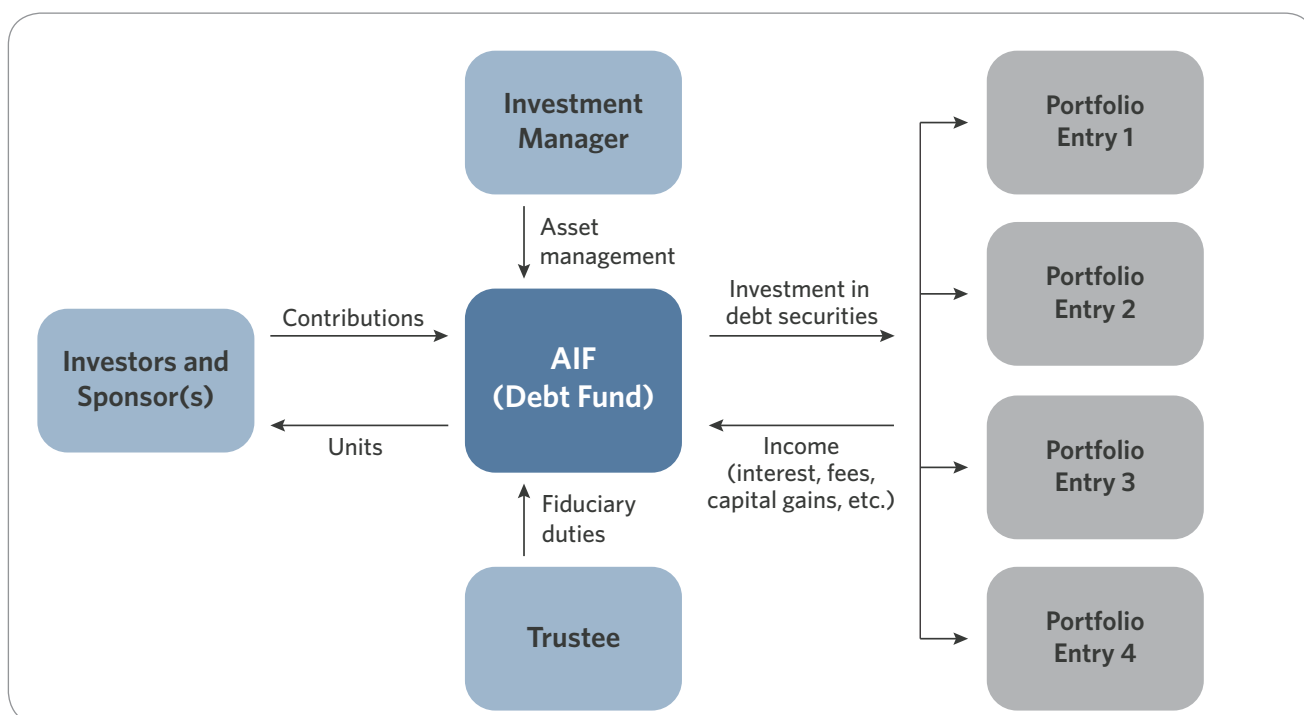 Investment
Manager
Asset
management
Investors and
Sponsor(s)
Contributions
Units
AIF
(Debt Fund)
Fiduciary
duties
Trustee
Investment in
debt securities
Income
(interest, fees,
capital gains, etc.)
Portfolio
Entry 1
Portfolio
Entry 2
Portfolio
Entry 3
Portfolio
Entry 4